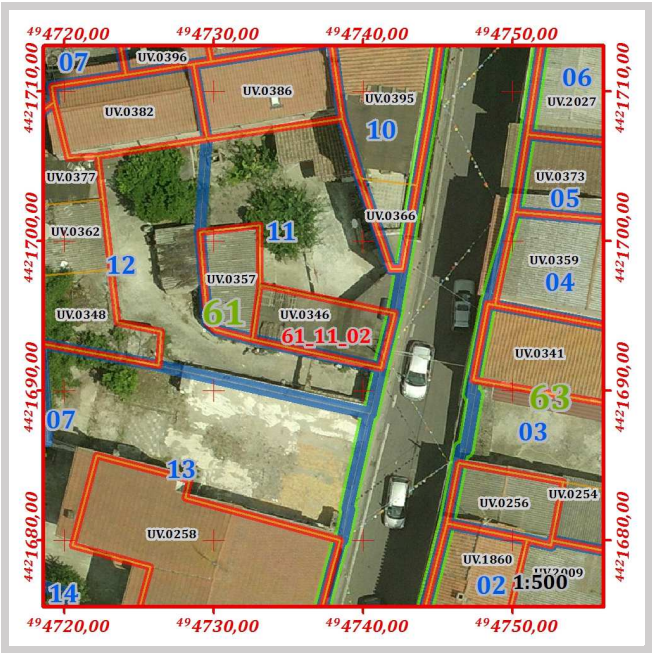 ⁴⁹4720,00 ⁴⁹4730,00 ⁴⁹4740,00 ⁴⁹4750,00
07 UV.0396
06
4421710,00 UV.0382 UV.0386 UV.0395 UV.2027 4421710,00
10
UV.0377 UV.0373
05
UV.0362 UV.0366
4421700,00 12 11 UV.0359 4421700,00
UV.0357 04
UV.0348 61 UV.0346
61_11_02 UV.0341
4421690,00 63 4421690,00
07 03
13
UV.0256 UV.0254
4421680,00 UV.0258 4421680,00
UV.1860 UV.2009
14 02 1:500
⁴⁹4720,00 ⁴⁹4730,00 ⁴⁹4740,00 ⁴⁹4750,00